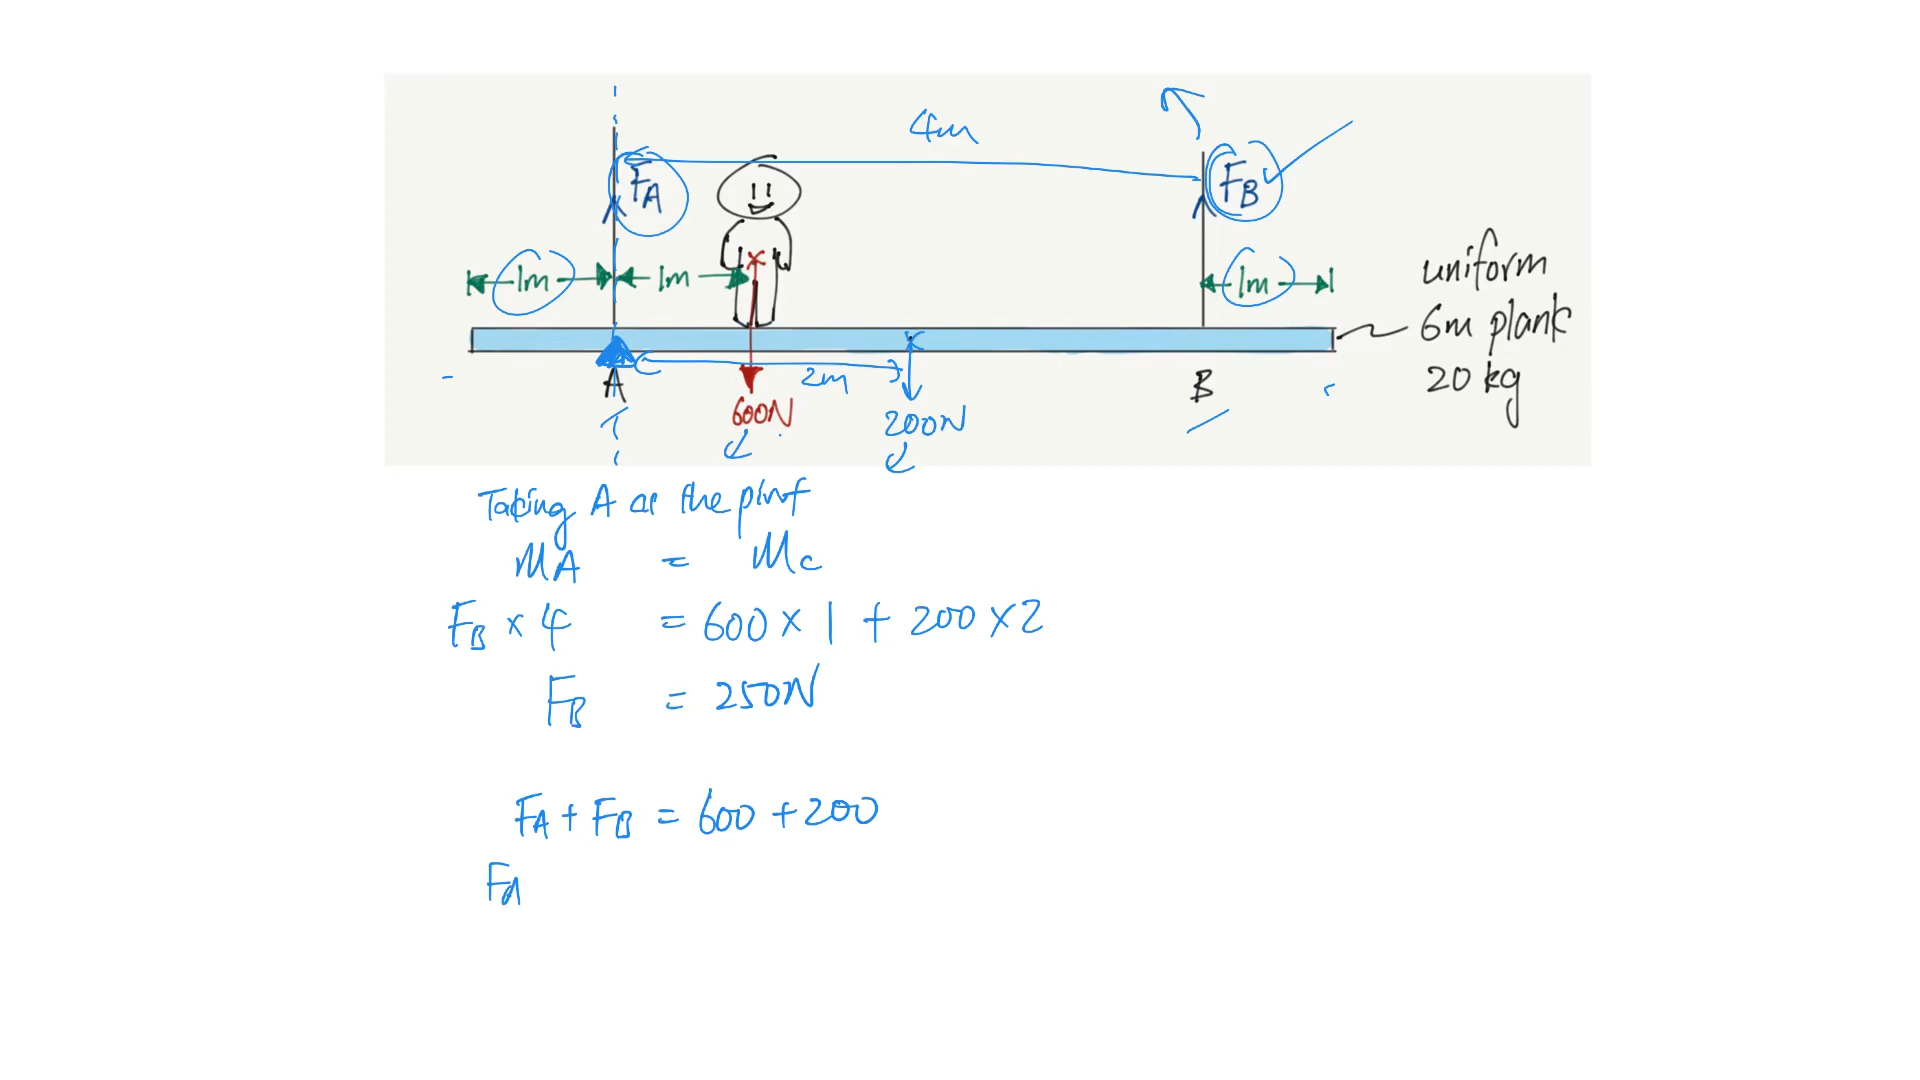 4m
FA
FB
1m
1m
1m
uniform
6m plank
20 kg
2m
A
B
600N
200N
Taking A as the pivot
MA = Mc
FB × 4 = 600 × 1 + 200 × 2
FB = 250N
FA + FB = 600 + 200
FA